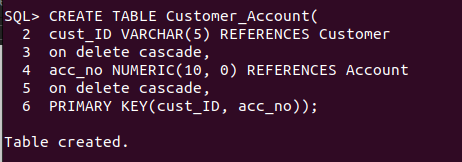 SQL> CREATE TABLE Customer_Account(
2 cust_ID VARCHAR(5) REFERENCES Customer
3 on delete cascade,
4 acc_no NUMERIC(10, 0) REFERENCES Account
5 on delete cascade,
6 PRIMARY KEY(cust_ID, acc_no));
Table created.